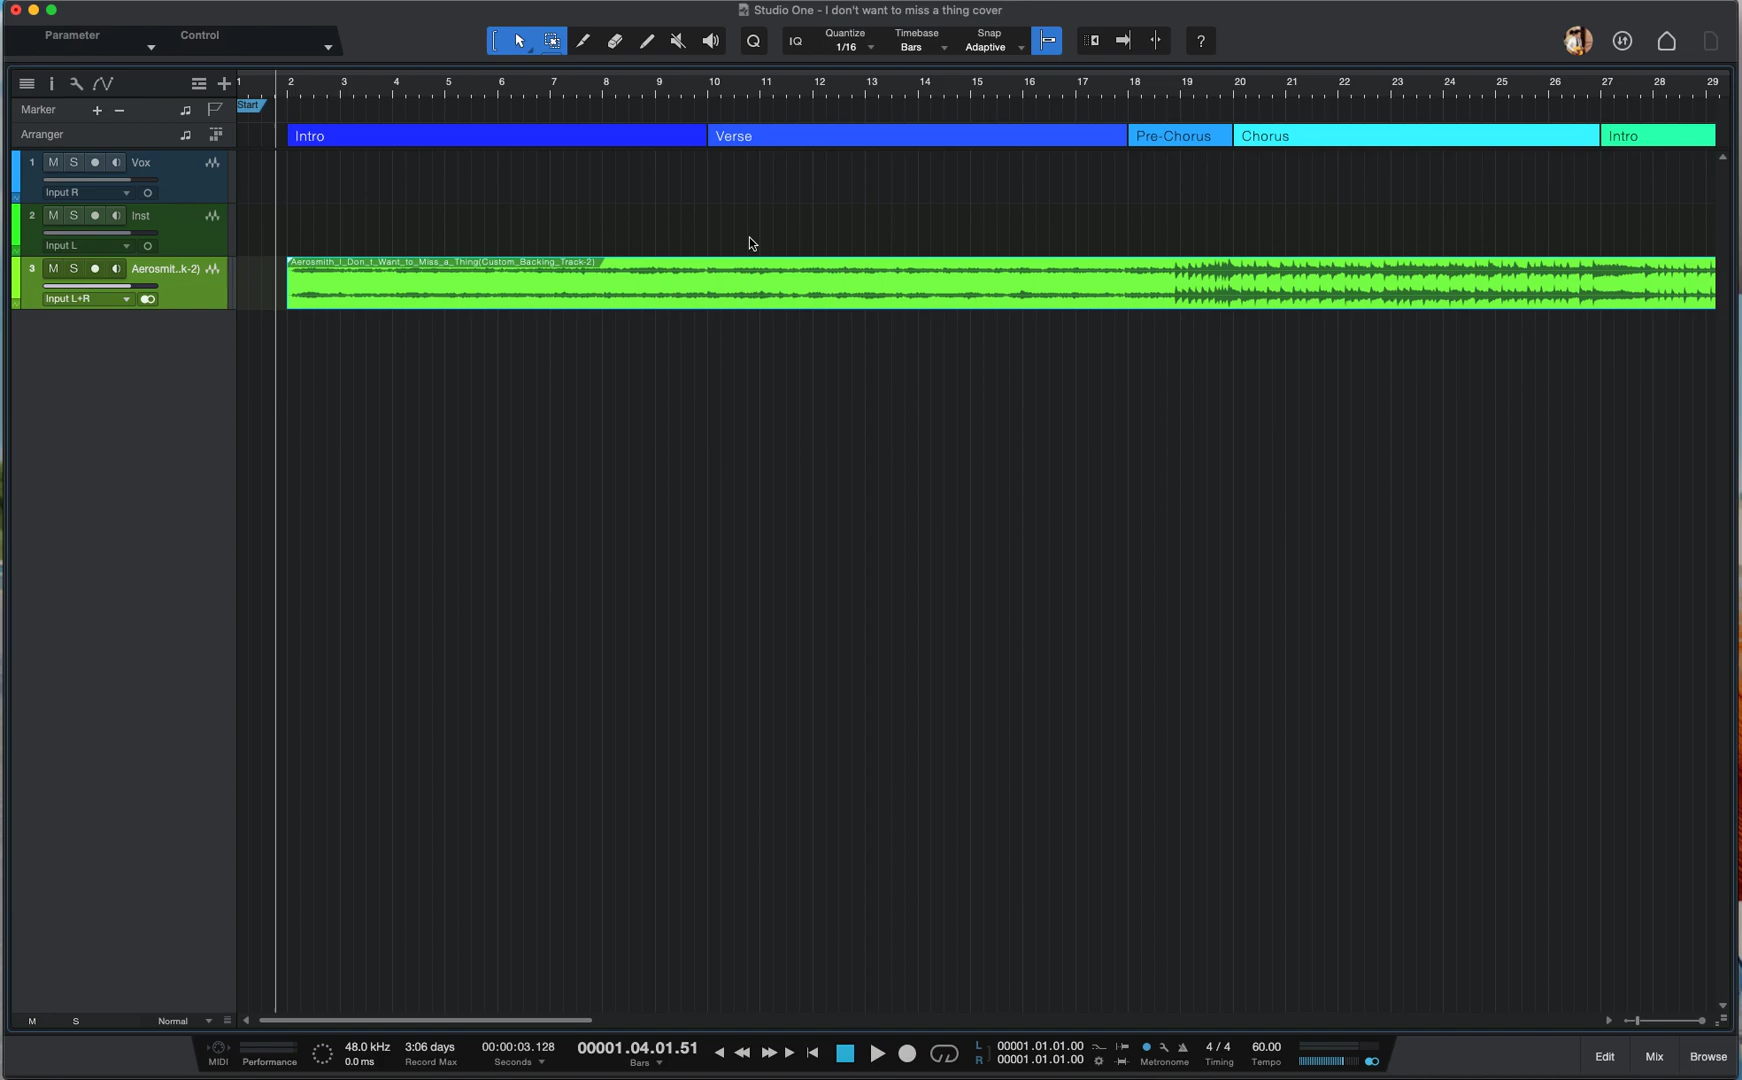 Studio One - I don't want to miss a thing cover
Parameter
Control
Q
IQ
Quantize
1/16
Timebase
Bars
Snap
Adaptive
?
1 2 3 4 5 6 7 8 9 10 11 12 13 14 15 16 17 18 19 20 21 22 23 24 25 26 27 28 29
Marker
Start
Arranger
Intro
Verse
Pre-Chorus
Chorus
Intro
1 M S Vox
Input R
2 M S Inst
Input L
3 M S Aerosmit..k-2)
Input L+R
Aerosmith_I_Don_t_Want_to_Miss_a_Thing(Custom_Backing_Track-2)
M S Normal
MIDI
Performance
48.0 kHz
0.0 ms
3:06 days
Record Max
00:00:03.128
Seconds
00001.04.01.51
Bars
L 00001.01.01.00
R 00001.01.01.00
Metronome
4 / 4
Timing
60.00
Tempo
Edit
Mix
Browse